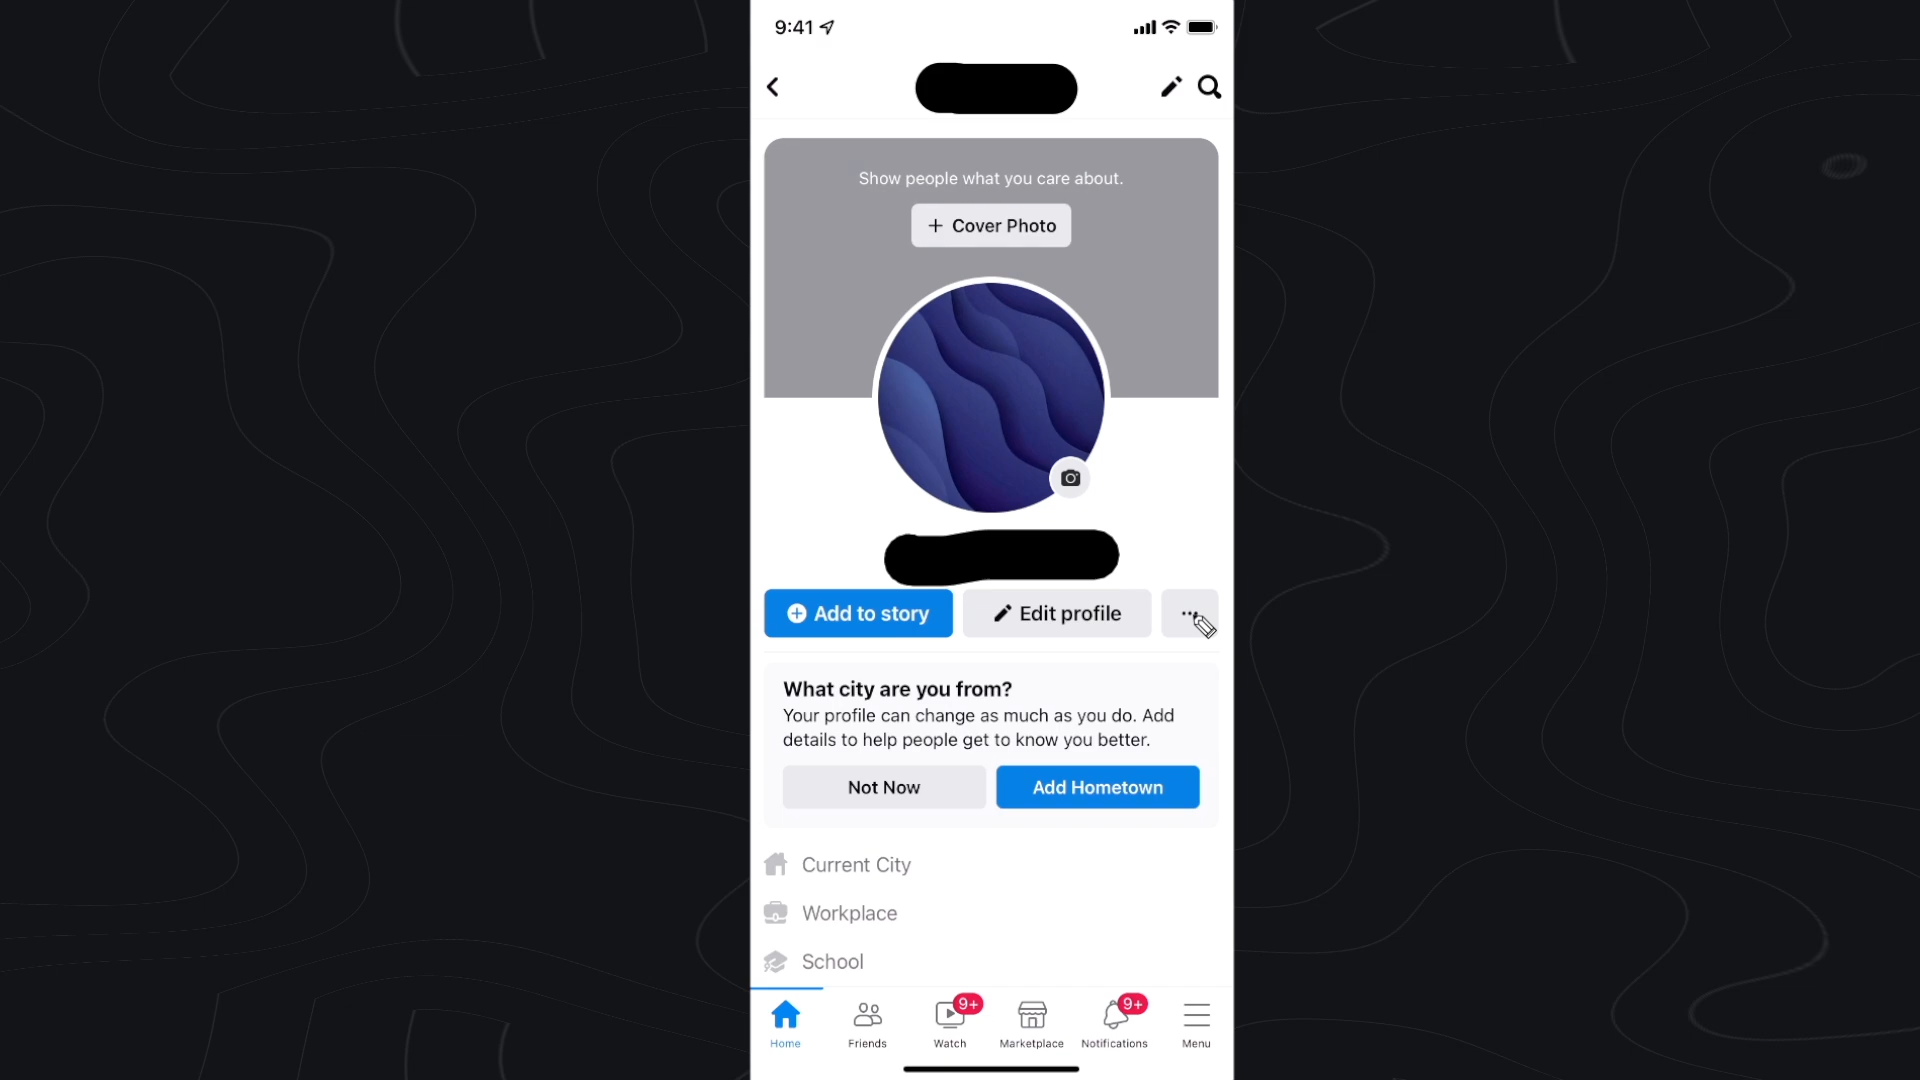 9:41
Show people what you care about.
+ Cover Photo
Add to story
Edit profile
...
What city are you from?
Your profile can change as much as you do. Add
details to help people get to know you better.
Not Now
Add Hometown
Current City
Workplace
School
9+
9+
Home
Friends
Watch
Marketplace
Notifications
Menu